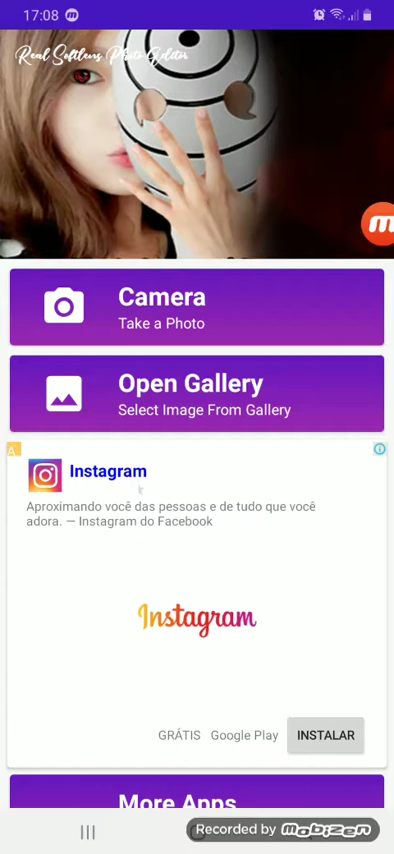 17:08
Real Softlens Photo Editor
Camera
Take a Photo
Open Gallery
Select Image From Gallery
A
Instagram
Aproximando você das pessoas e de tudo que você
adora. — Instagram do Facebook
Instagram
GRÁTIS Google Play INSTALAR
More Apps
Recorded by mobizen